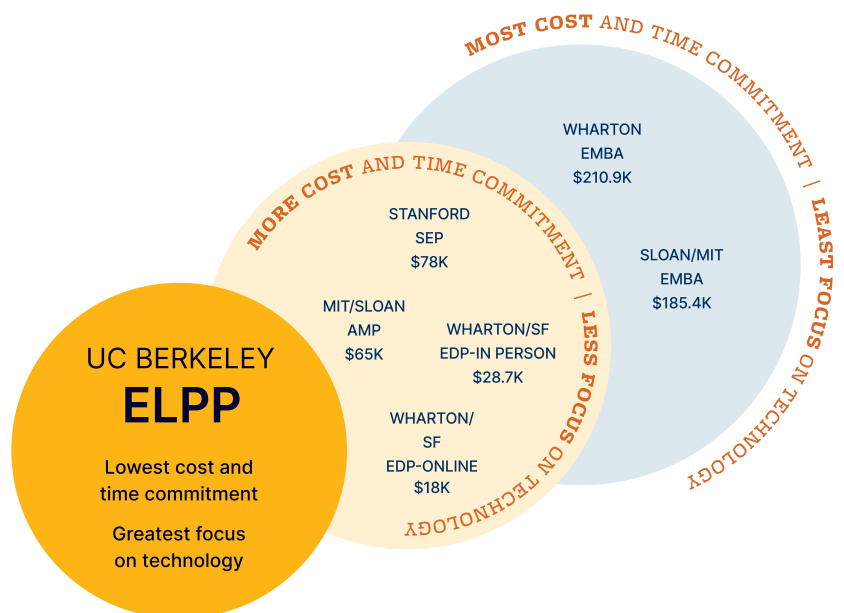 MOST COST AND TIME COMMITMENT | LEAST FOCUS ON TECHNOLOGY
WHARTON
EMBA
$210.9K
SLOAN/MIT
EMBA
$185.4K
MORE COST AND TIME COMMITMENT | LESS FOCUS ON TECHNOLOGY
STANFORD
SEP
$78K
MIT/SLOAN
AMP
$65K
WHARTON/SF
EDP-IN PERSON
$28.7K
WHARTON/
SF
EDP-ONLINE
$18K
UC BERKELEY
ELPP
Lowest cost and
time commitment
Greatest focus
on technology